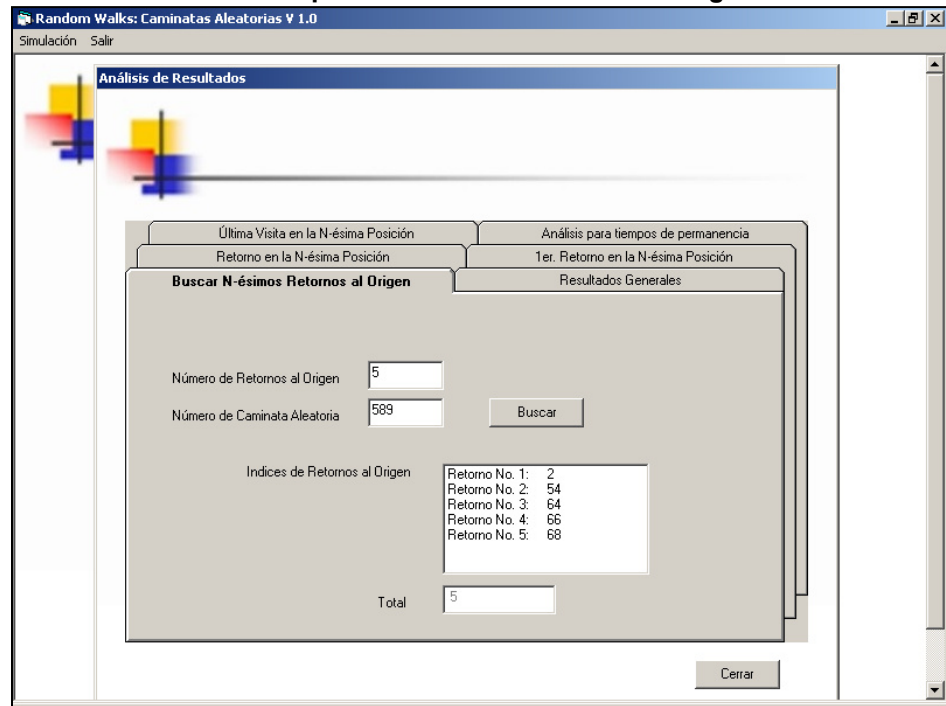 Random Walks: Caminatas Aleatorias V 1.0
Simulación Salir
Análisis de Resultados
Última Visita en la N-ésima Posición
Análisis para tiempos de permanencia
Retorno en la N-ésima Posición
1er. Retorno en la N-ésima Posición
Buscar N-ésimos Retornos al Origen
Resultados Generales
Número de Retornos al Origen 5
Número de Caminata Aleatoria 589
Buscar
Indices de Retornos al Origen
Retorno No. 1: 2
Retorno No. 2: 54
Retorno No. 3: 64
Retorno No. 4: 66
Retorno No. 5: 68
Total 5
Cerrar